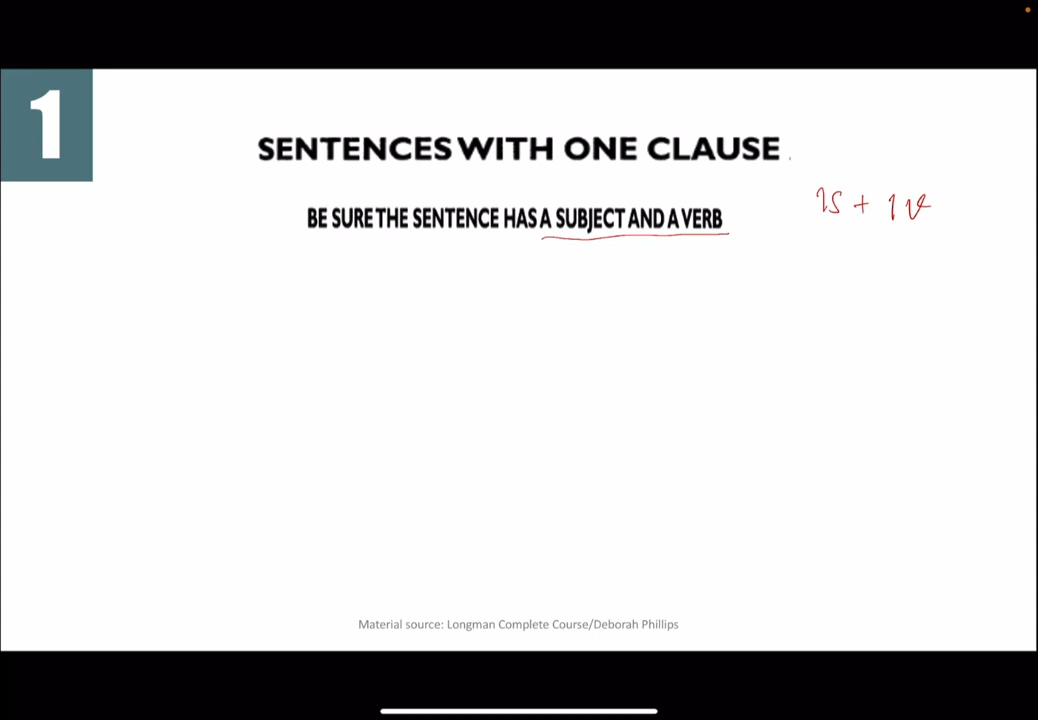 1
SENTENCES WITH ONE CLAUSE
BE SURE THE SENTENCE HAS A SUBJECT AND A VERB
1S + 1V
Material source: Longman Complete Course/Deborah Phillips